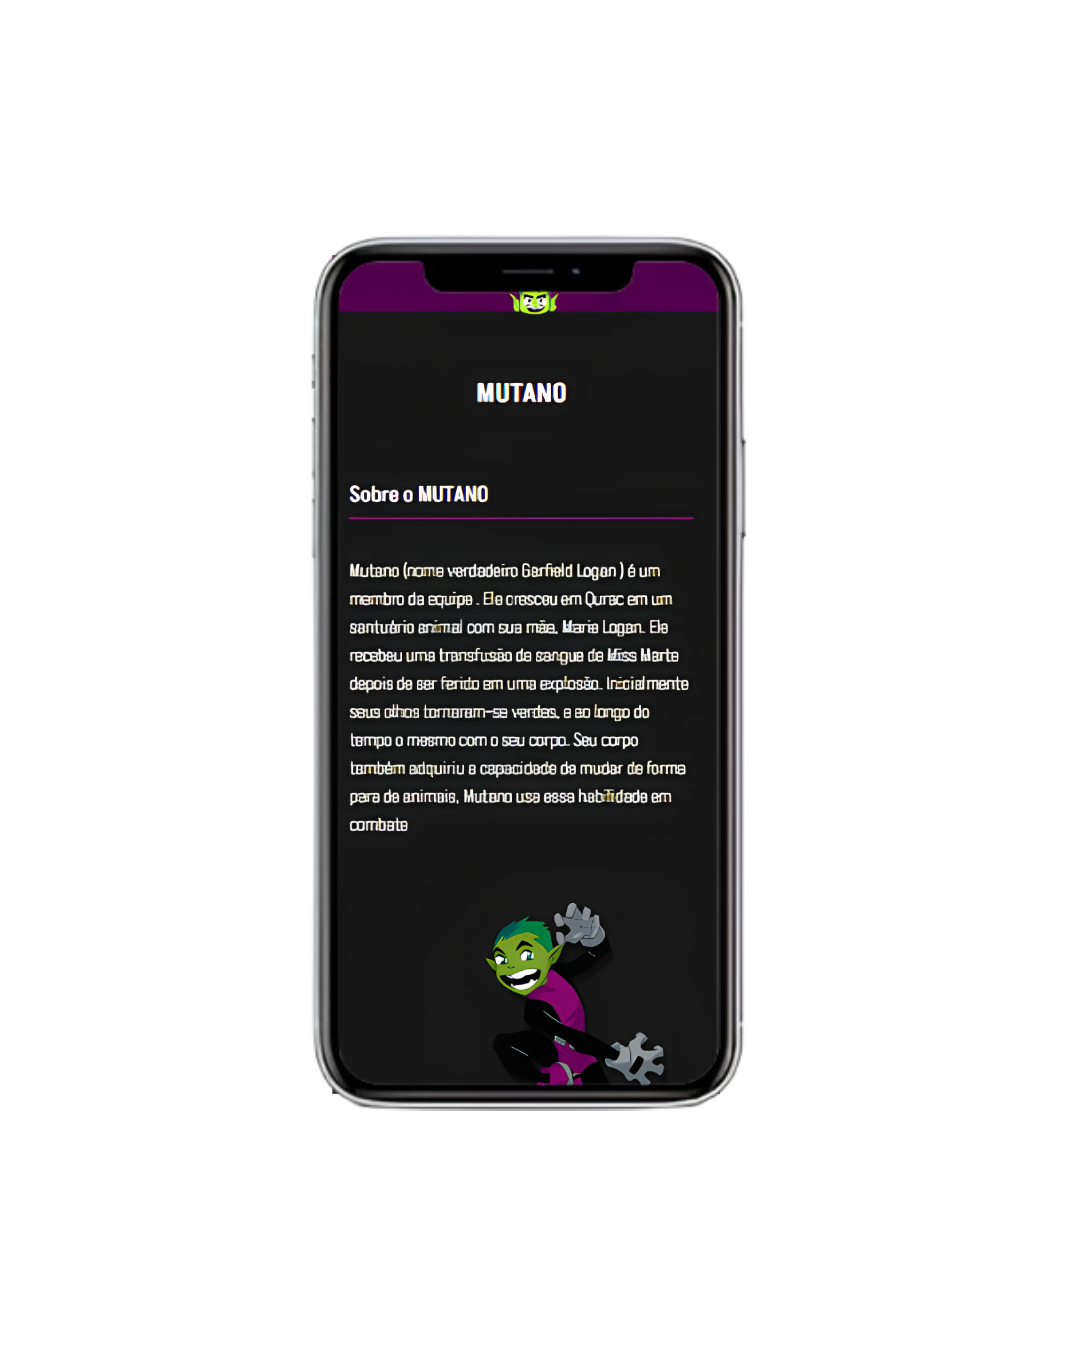 MUTANO
Sobre o MUTANO
Mutano (nome verdadeiro Garfield Logan ) é um
membro da equipe . Ele cresceu em Qurac em um
santuário animal com sua mãe, Marie Logan. Ele
recebeu uma transfusão de sangue de Miss Marte
depois de ser ferido em uma explosão. Inicialmente
seus olhos tornaram-se verdes, e ao longo do
tempo o mesmo com o seu corpo. Seu corpo
também adquiriu a capacidade de mudar de forma
para de animais, Mutano usa essa habilidade em
combate